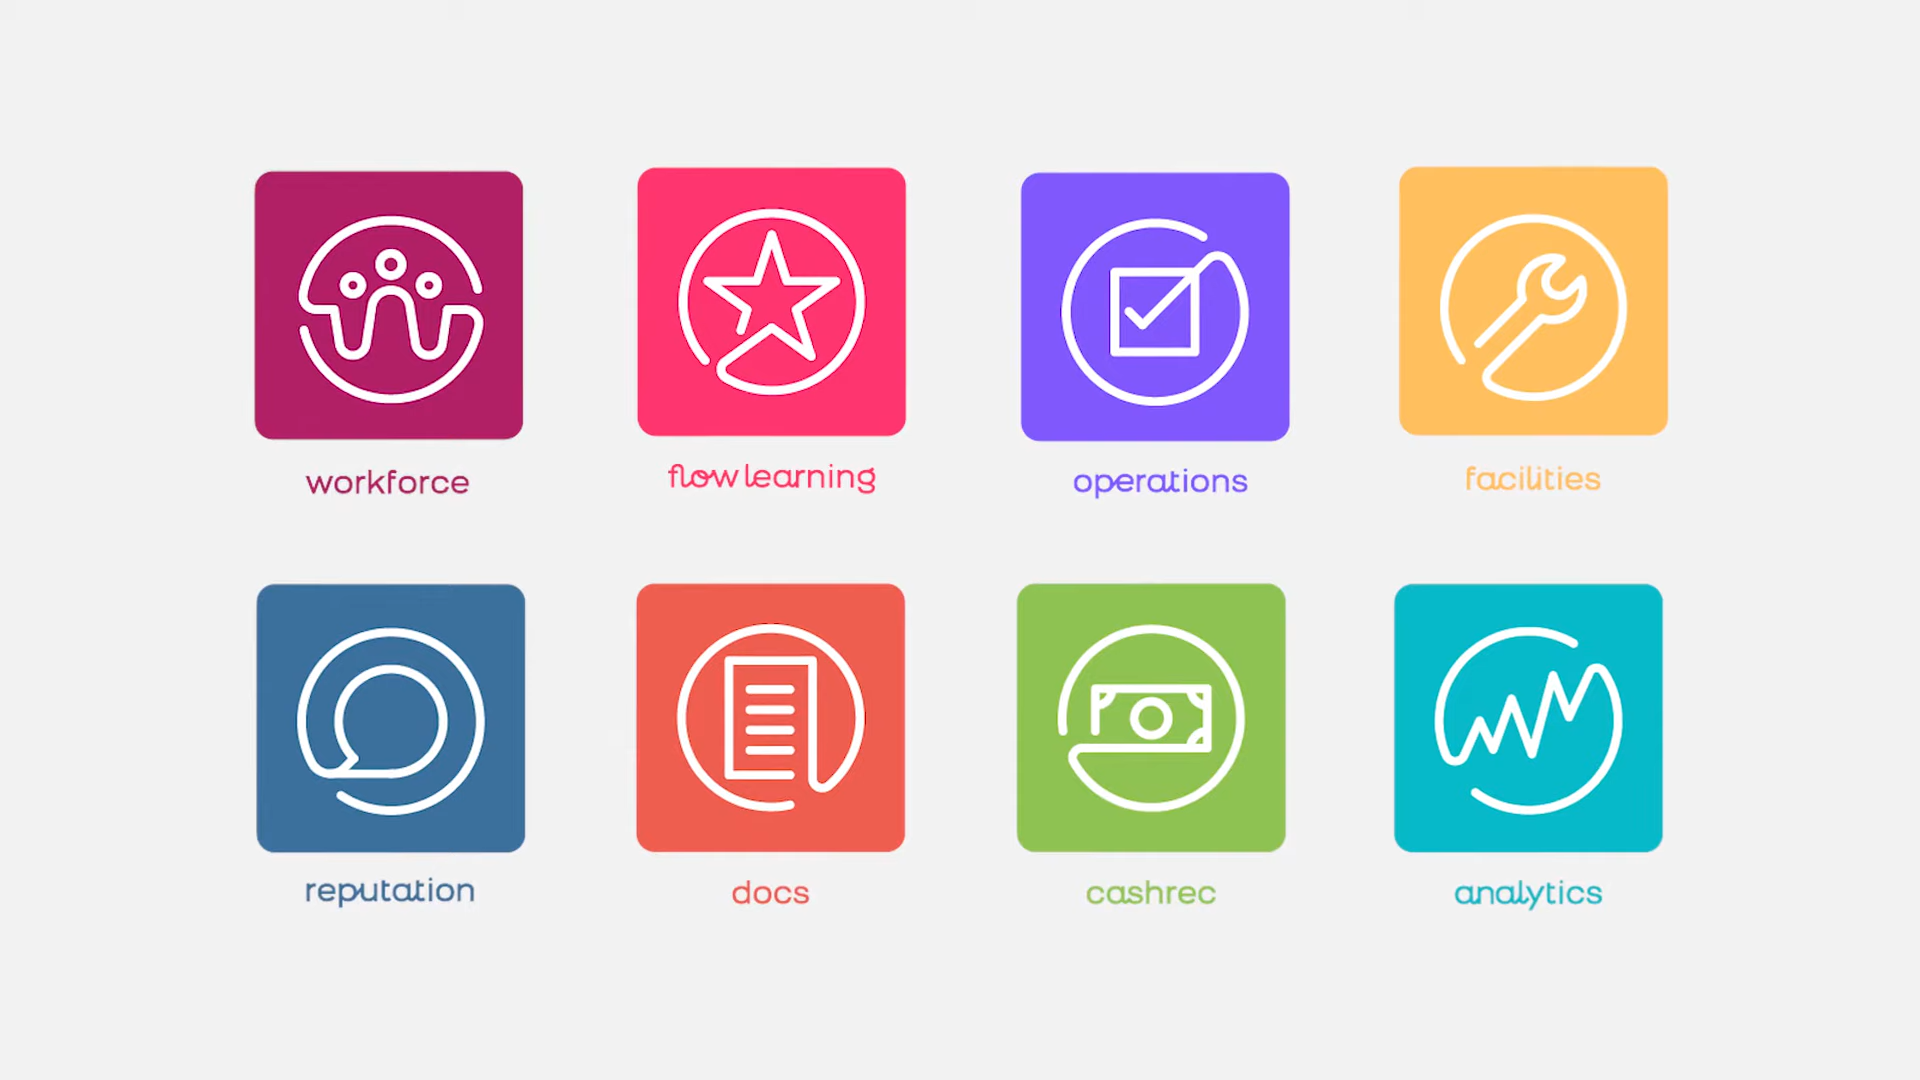 workforce
flow learning
operations
facilities
reputation
docs
cashrec
analytics